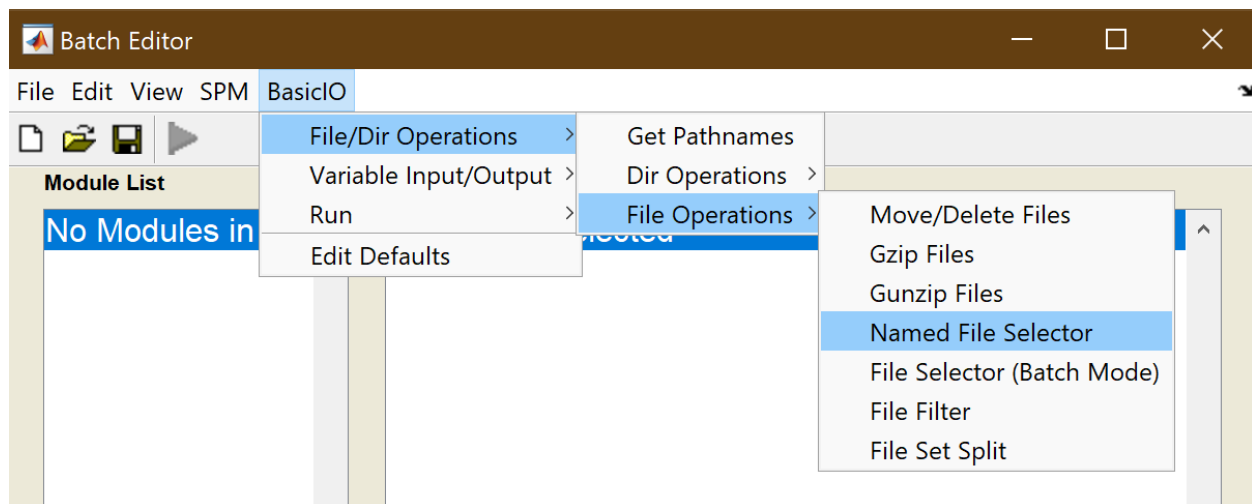 Batch Editor
File Edit View SPM BasicIO
File/Dir Operations
Get Pathnames
Module List
Variable Input/Output
Dir Operations
No Modules in
Run
File Operations
Move/Delete Files
Edit Defaults
Gzip Files
Gunzip Files
Named File Selector
File Selector (Batch Mode)
File Filter
File Set Split